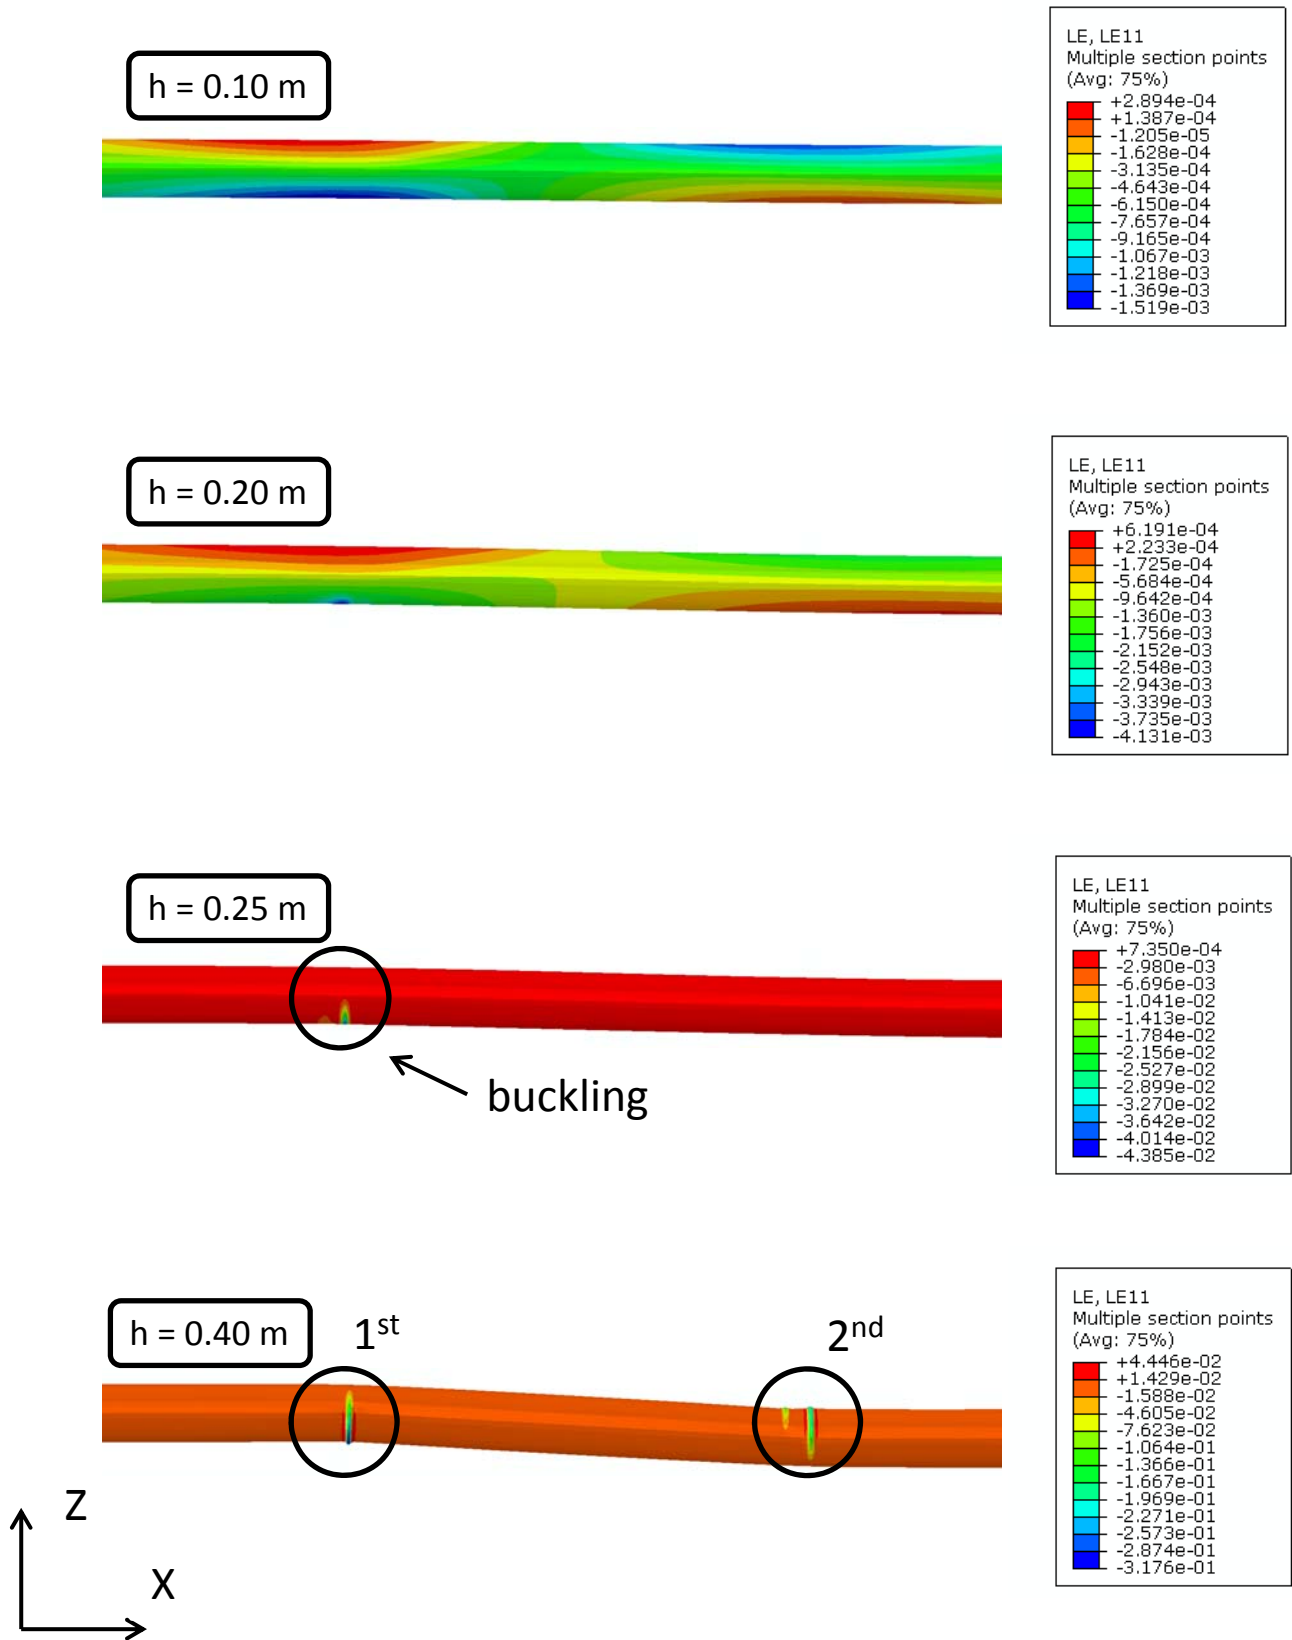 h = 0.10 m
LE, LE11
Multiple section points
(Avg: 75%)
+2.894e-04
+1.387e-04
-1.205e-05
-1.628e-04
-3.135e-04
-4.643e-04
-6.150e-04
-7.657e-04
-9.165e-04
-1.067e-03
-1.218e-03
-1.369e-03
-1.519e-03
h = 0.20 m
LE, LE11
Multiple section points
(Avg: 75%)
+6.191e-04
+2.233e-04
-1.725e-04
-5.684e-04
-9.642e-04
-1.360e-03
-1.756e-03
-2.152e-03
-2.548e-03
-2.943e-03
-3.339e-03
-3.735e-03
-4.131e-03
h = 0.25 m
buckling
LE, LE11
Multiple section points
(Avg: 75%)
+7.350e-04
-2.980e-03
-6.696e-03
-1.041e-02
-1.413e-02
-1.784e-02
-2.156e-02
-2.527e-02
-2.899e-02
-3.270e-02
-3.642e-02
-4.014e-02
-4.385e-02
h = 0.40 m
1st
2nd
LE, LE11
Multiple section points
(Avg: 75%)
+4.446e-02
+1.429e-02
-1.588e-02
-4.605e-02
-7.623e-02
-1.064e-01
-1.366e-01
-1.667e-01
-1.969e-01
-2.271e-01
-2.573e-01
-2.874e-01
-3.176e-01
Z
X